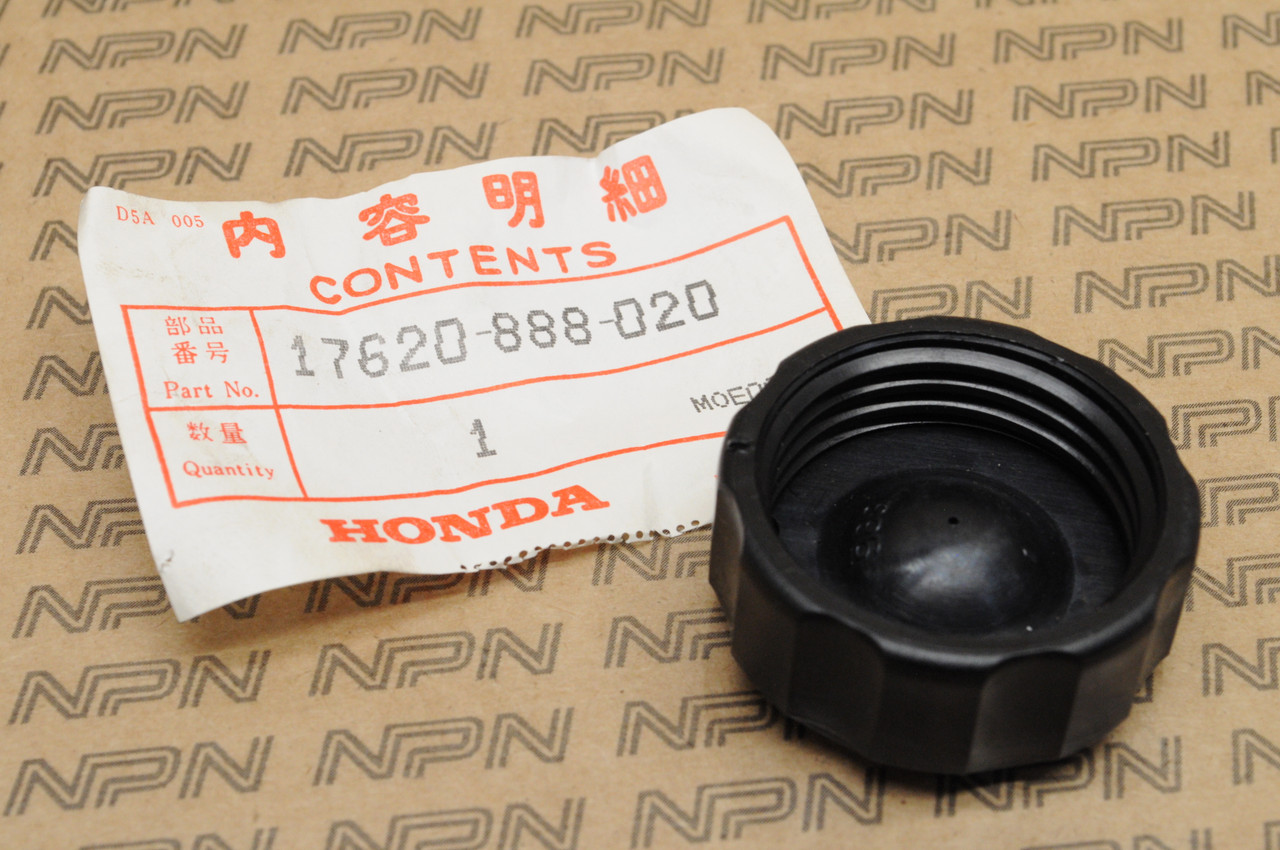 D5A 005
内容明細
CONTENTS
部品
番号
Part No.
17620-888-020
数量
Quantity
1
HONDA
NPN